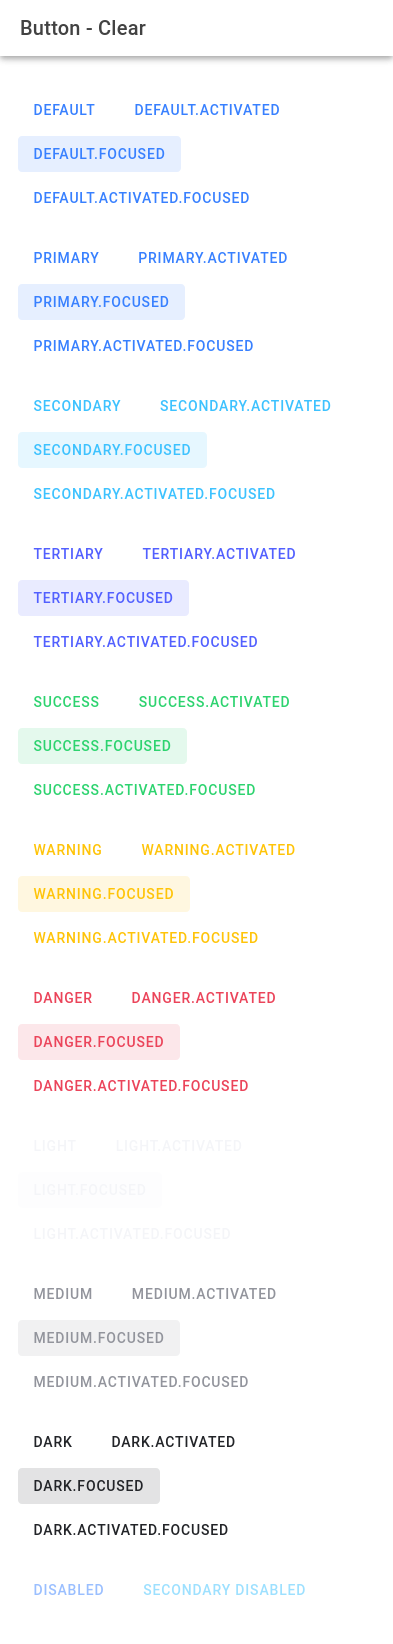 Button - Clear
DEFAULT DEFAULT.ACTIVATED
DEFAULT.FOCUSED
DEFAULT.ACTIVATED.FOCUSED
PRIMARY PRIMARY.ACTIVATED
PRIMARY.FOCUSED
PRIMARY.ACTIVATED.FOCUSED
SECONDARY SECONDARY.ACTIVATED
SECONDARY.FOCUSED
SECONDARY.ACTIVATED.FOCUSED
TERTIARY TERTIARY.ACTIVATED
TERTIARY.FOCUSED
TERTIARY.ACTIVATED.FOCUSED
SUCCESS SUCCESS.ACTIVATED
SUCCESS.FOCUSED
SUCCESS.ACTIVATED.FOCUSED
WARNING WARNING.ACTIVATED
WARNING.FOCUSED
WARNING.ACTIVATED.FOCUSED
DANGER DANGER.ACTIVATED
DANGER.FOCUSED
DANGER.ACTIVATED.FOCUSED
LIGHT LIGHT.ACTIVATED
LIGHT.FOCUSED
LIGHT.ACTIVATED.FOCUSED
MEDIUM MEDIUM.ACTIVATED
MEDIUM.FOCUSED
MEDIUM.ACTIVATED.FOCUSED
DARK DARK.ACTIVATED
DARK.FOCUSED
DARK.ACTIVATED.FOCUSED
DISABLED SECONDARY DISABLED